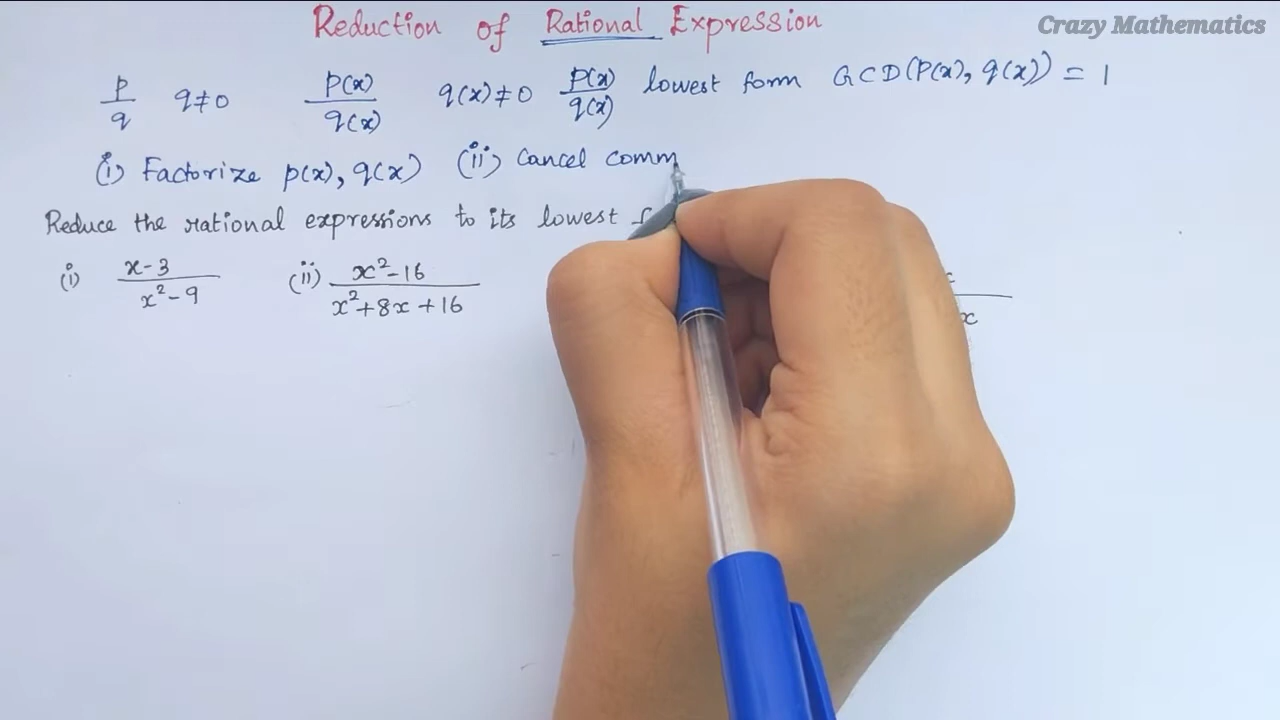 Crazy Mathematics
Reduction of Rational Expression
p/q q≠0 p(x)/q(x) q(x)≠0 p(x)/q(x) lowest form GCD(p(x), q(x)) = 1
(i) Factorize p(x), q(x) (ii) Cancel comm
Reduce the rational expressions to its lowest
(i) x-3/x²-9 (ii) x²-16/x²+8x+16 x